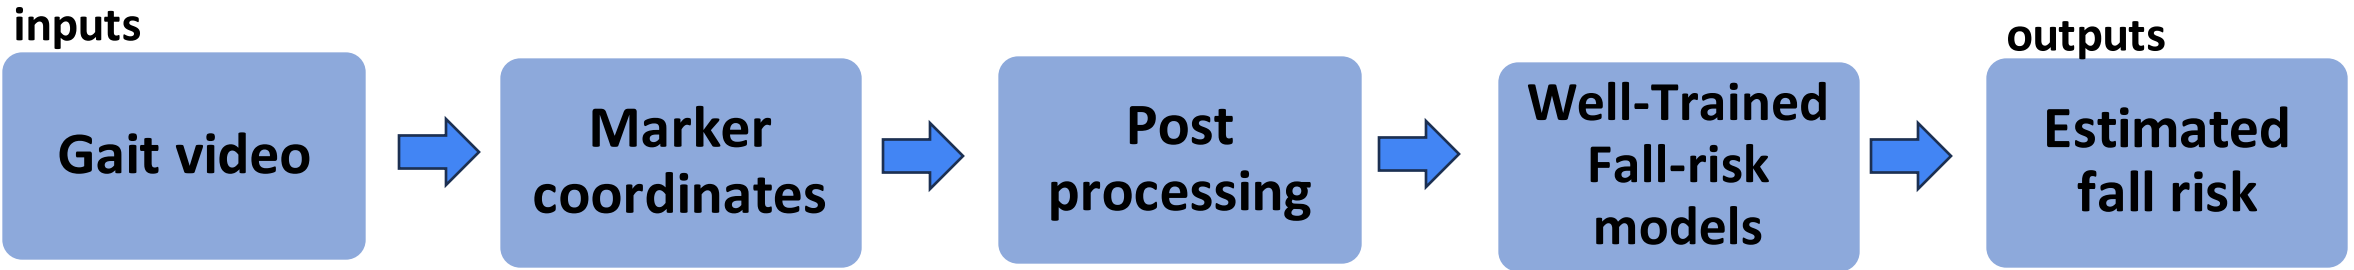 inputs
Gait video
Marker
coordinates
Post
processing
Well-Trained
Fall-risk
models
outputs
Estimated
fall risk